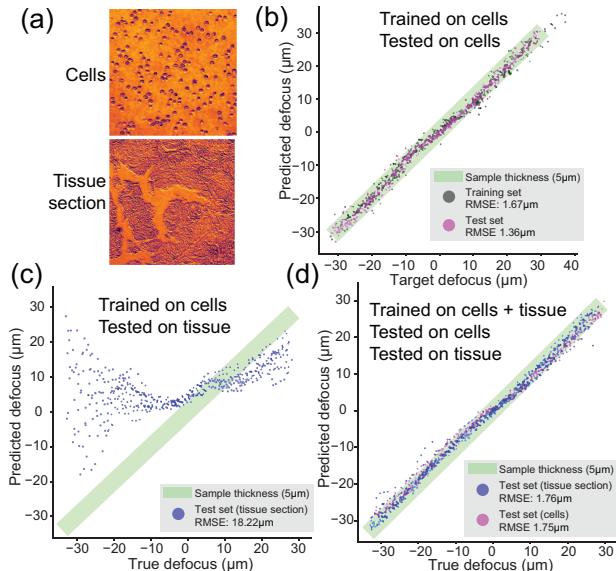 (a)
Cells
Tissue
section
(b)
Trained on cells
Tested on cells
Predicted defocus (μm)
30
20
10
0
−10
−20
−30
Sample thickness (5μm)
Training set
RMSE: 1.67μm
Test set
RMSE 1.36μm
−30 −20 −10 0 10 20 30 40
Target defocus (μm)
(c)
Trained on cells
Tested on tissue
Predicted defocus (μm)
30
20
10
0
−10
−20
−30
Sample thickness (5μm)
Test set (tissue section)
RMSE: 18.22μm
−30 −20 −10 0 10 20 30
True defocus (μm)
(d)
Trained on cells + tissue
Tested on cells
Tested on tissue
Predicted defocus (μm)
30
20
10
0
−10
−20
−30
Sample thickness (5μm)
Test set (tissue section)
RMSE: 1.76μm
Test set (cells)
RMSE 1.75μm
−30 −20 −10 0 10 20 30
True defocus (μm)